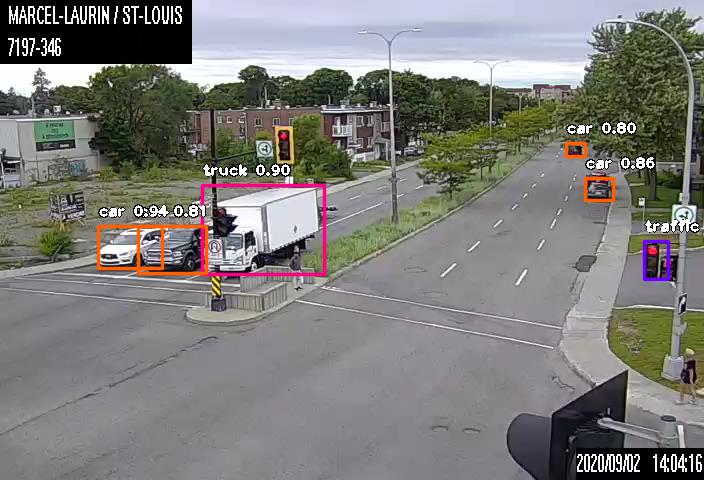 MARCEL-LAURIN / ST-LOUIS
7197-346
car 0.80
car 0.86
truck 0.90
car 0.94 0.81
traffic
2020/09/02 14:04:16